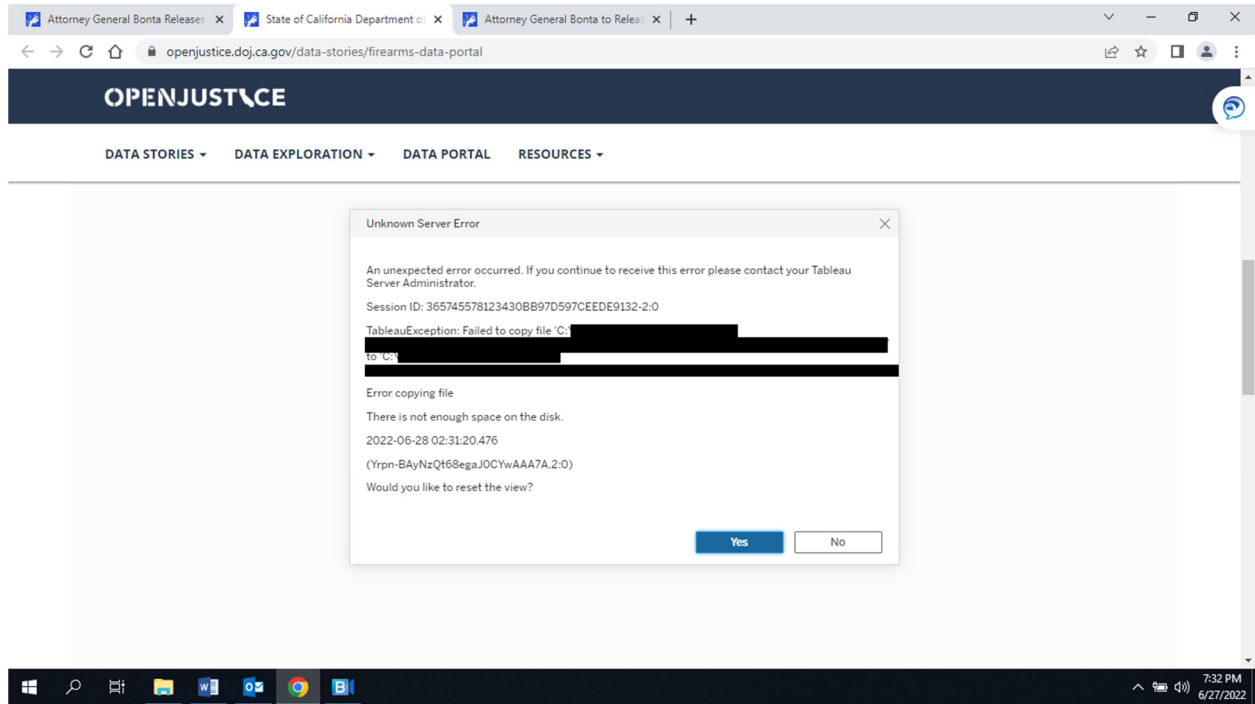 Attorney General Bonta Releases
State of California Department of
Attorney General Bonta to Releas
openjustice.doj.ca.gov/data-stories/firearms-data-portal
OPENJUSTICE
DATA STORIES DATA EXPLORATION DATA PORTAL RESOURCES
Unknown Server Error
An unexpected error occurred. If you continue to receive this error please contact your Tableau
Server Administrator.
Session ID: 365745578123430BB97D597CEEDE9132-2:0
TableauException: Failed to copy file 'C:\
to 'C:\
Error copying file
There is not enough space on the disk.
2022-06-28 02:31:20.476
(Yrpn-BAyNzQt68egaJ0CYwAAA7A,2:0)
Would you like to reset the view?
Yes No
7:32 PM
6/27/2022